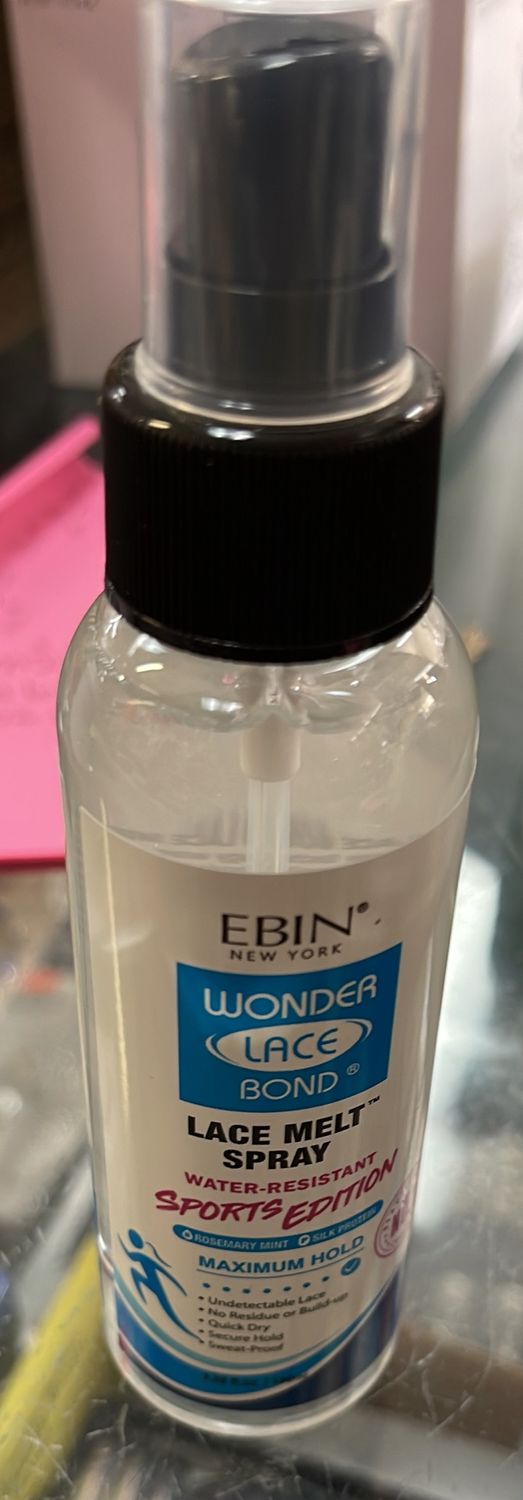 EBIN®
NEW YORK
WONDER
LACE
BOND®
LACE MELT™
SPRAY
WATER-RESISTANT
SPORTS EDITION
ROSEMARY MINT SILK PROTEIN
MAXIMUM HOLD
• Undetectable Lace
• No Residue or Build-up
• Quick Dry
• Secure Hold
• Sweat-Proof